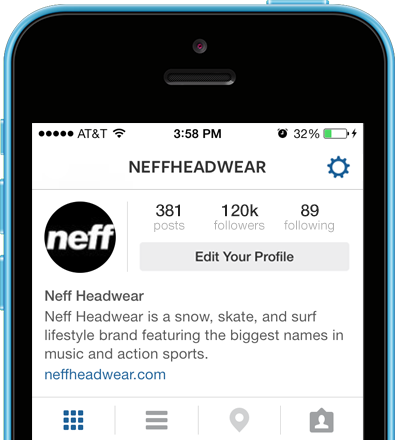 AT&T 3:58 PM 32%
NEFFHEADWEAR
neff
381 120k 89
posts followers following
Edit Your Profile
Neff Headwear
Neff Headwear is a snow, skate, and surf
lifestyle brand featuring the biggest names in
music and action sports.
neffheadwear.com